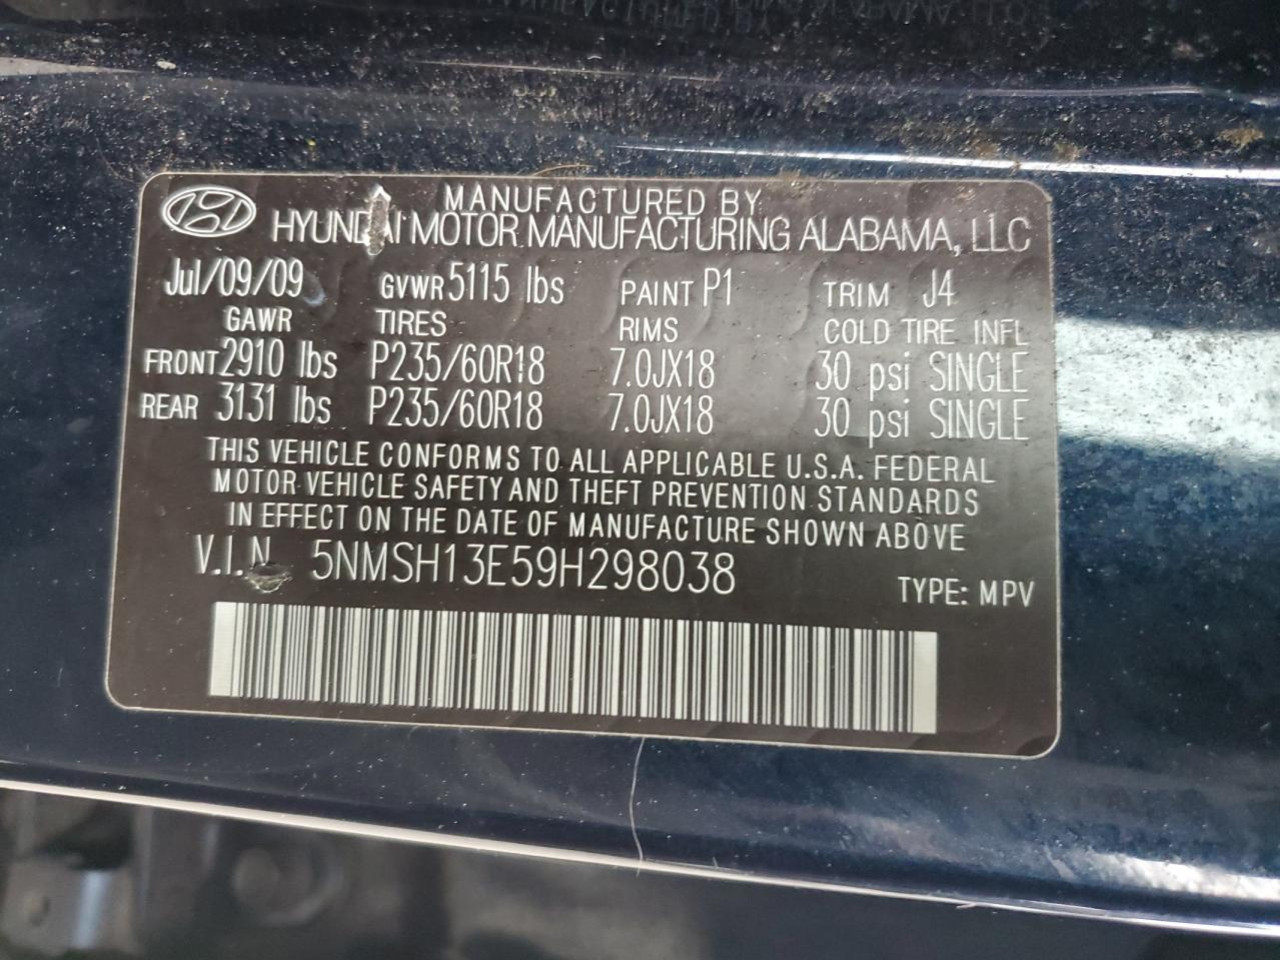 MANUFACTURED BY
HYUNDAI MOTOR MANUFACTURING ALABAMA, LLC
Jul/09/09 GVWR 5115 lbs PAINT P1 TRIM J4
GAWR TIRES RIMS COLD TIRE INFL
FRONT 2910 lbs P235/60R18 7.0JX18 30 psi SINGLE
REAR 3131 lbs P235/60R18 7.0JX18 30 psi SINGLE
THIS VEHICLE CONFORMS TO ALL APPLICABLE U.S.A. FEDERAL
MOTOR VEHICLE SAFETY AND THEFT PREVENTION STANDARDS
IN EFFECT ON THE DATE OF MANUFACTURE SHOWN ABOVE
V.I.N 5NMSH13E59H298038 TYPE: MPV